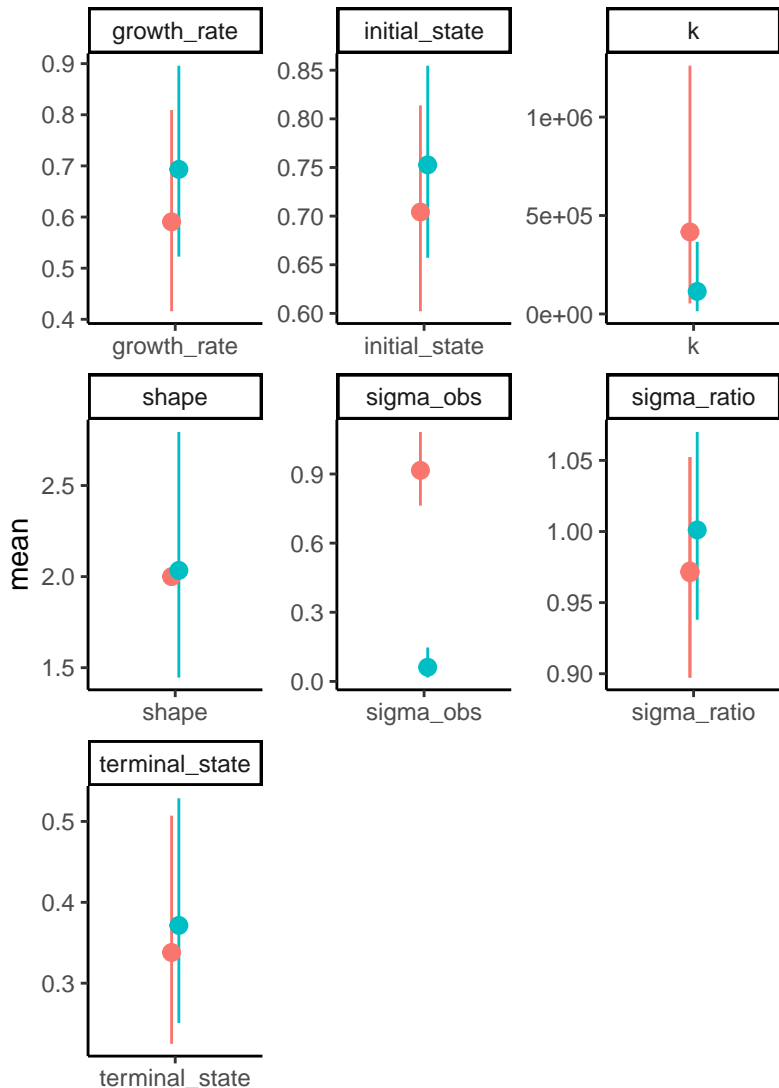 growth_rate initial_state k
0.9
0.8
0.7
0.6
0.5
0.4
0.85
0.80
0.75
0.70
0.65
0.60
1e+06
5e+05
0e+00
growth_rate initial_state k
shape sigma_obs sigma_ratio
mean
2.5
2.0
1.5
0.9
0.6
0.3
0.0
1.05
1.00
0.95
0.90
shape sigma_obs sigma_ratio
terminal_state
0.5
0.4
0.3
terminal_state